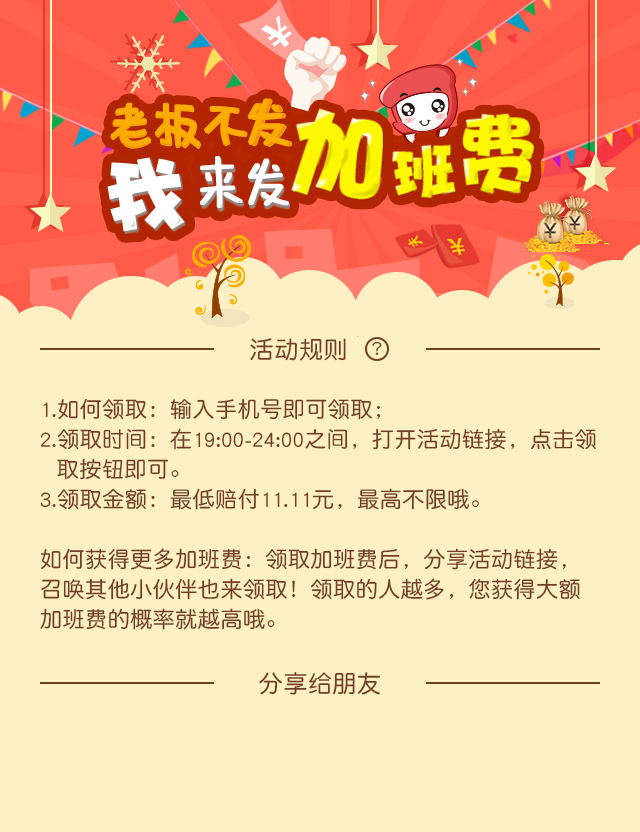 老板不发
我来发加班费
活动规则 ?
1.如何领取：输入手机号即可领取；
2.领取时间：在19:00-24:00之间，打开活动链接，点击领
取按钮即可。
3.领取金额：最低赔付11.11元，最高不限哦。
如何获得更多加班费：领取加班费后，分享活动链接，
召唤其他小伙伴也来领取！领取的人越多，您获得大额
加班费的概率就越高哦。
分享给朋友